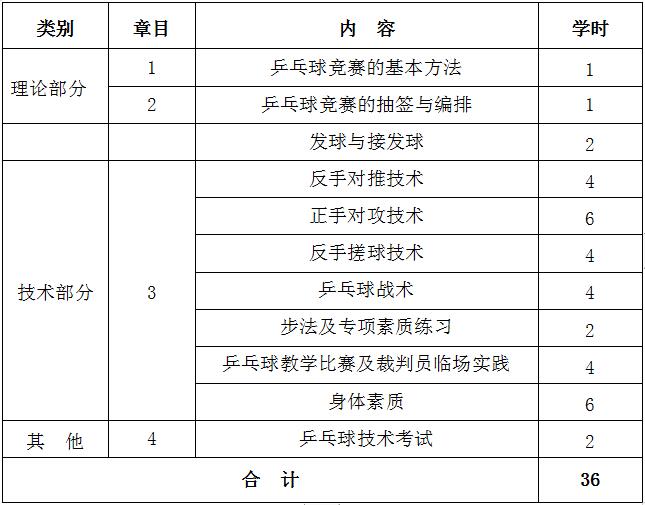 类别 章目 内 容 学时
理论部分 1 乒乓球竞赛的基本方法 1
2 乒乓球竞赛的抽签与编排 1
发球与接发球 2
技术部分 3 反手对推技术 4
正手对攻技术 6
反手搓球技术 4
乒乓球战术 4
步法及专项素质练习 2
乒乓球教学比赛及裁判员临场实践 4
身体素质 6
其 他 4 乒乓球技术考试 2
合 计 36